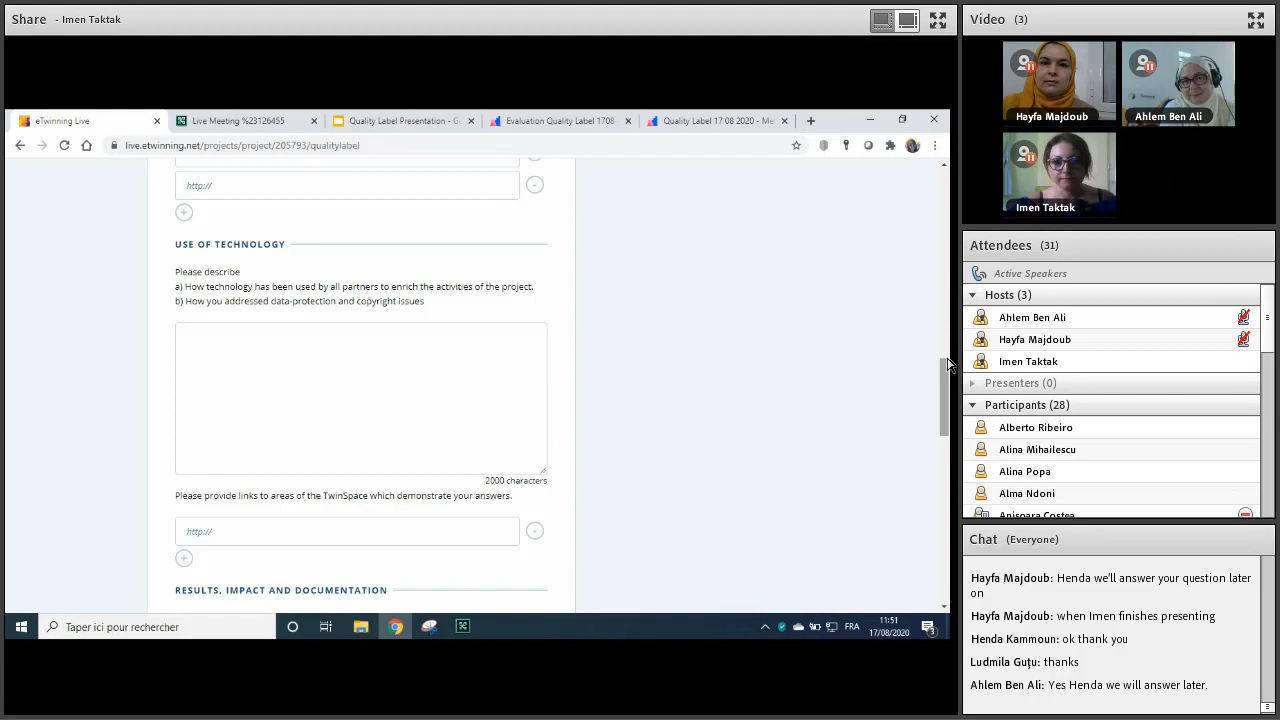 Share - Imen Taktak
eTwinning Live
Live Meeting %23126455
Quality Label Presentation - G
Evaluation Quality Label 1708
Quality Label 17 08 2020 - Me
live.etwinning.net/projects/project/205793/qualitylabel
http://
USE OF TECHNOLOGY
Please describe
a) How technology has been used by all partners to enrich the activities of the project.
b) How you addressed data-protection and copyright issues
2000 characters
Please provide links to areas of the TwinSpace which demonstrate your answers.
http://
RESULTS, IMPACT AND DOCUMENTATION
Taper ici pour rechercher
FRA
11:51
17/08/2020
3
Video (3)
Hayfa Majdoub
Ahlem Ben Ali
Imen Taktak
Attendees (31)
Active Speakers
Hosts (3)
Ahlem Ben Ali
Hayfa Majdoub
Imen Taktak
Presenters (0)
Participants (28)
Alberto Ribeiro
Alina Mihailescu
Alina Popa
Alma Ndoni
Anisoara Costea
Chat (Everyone)
Hayfa Majdoub: Henda we'll answer your question later
on
Hayfa Majdoub: when Imen finishes presenting
Henda Kammoun: ok thank you
Ludmila Guțu: thanks
Ahlem Ben Ali: Yes Henda we will answer later.